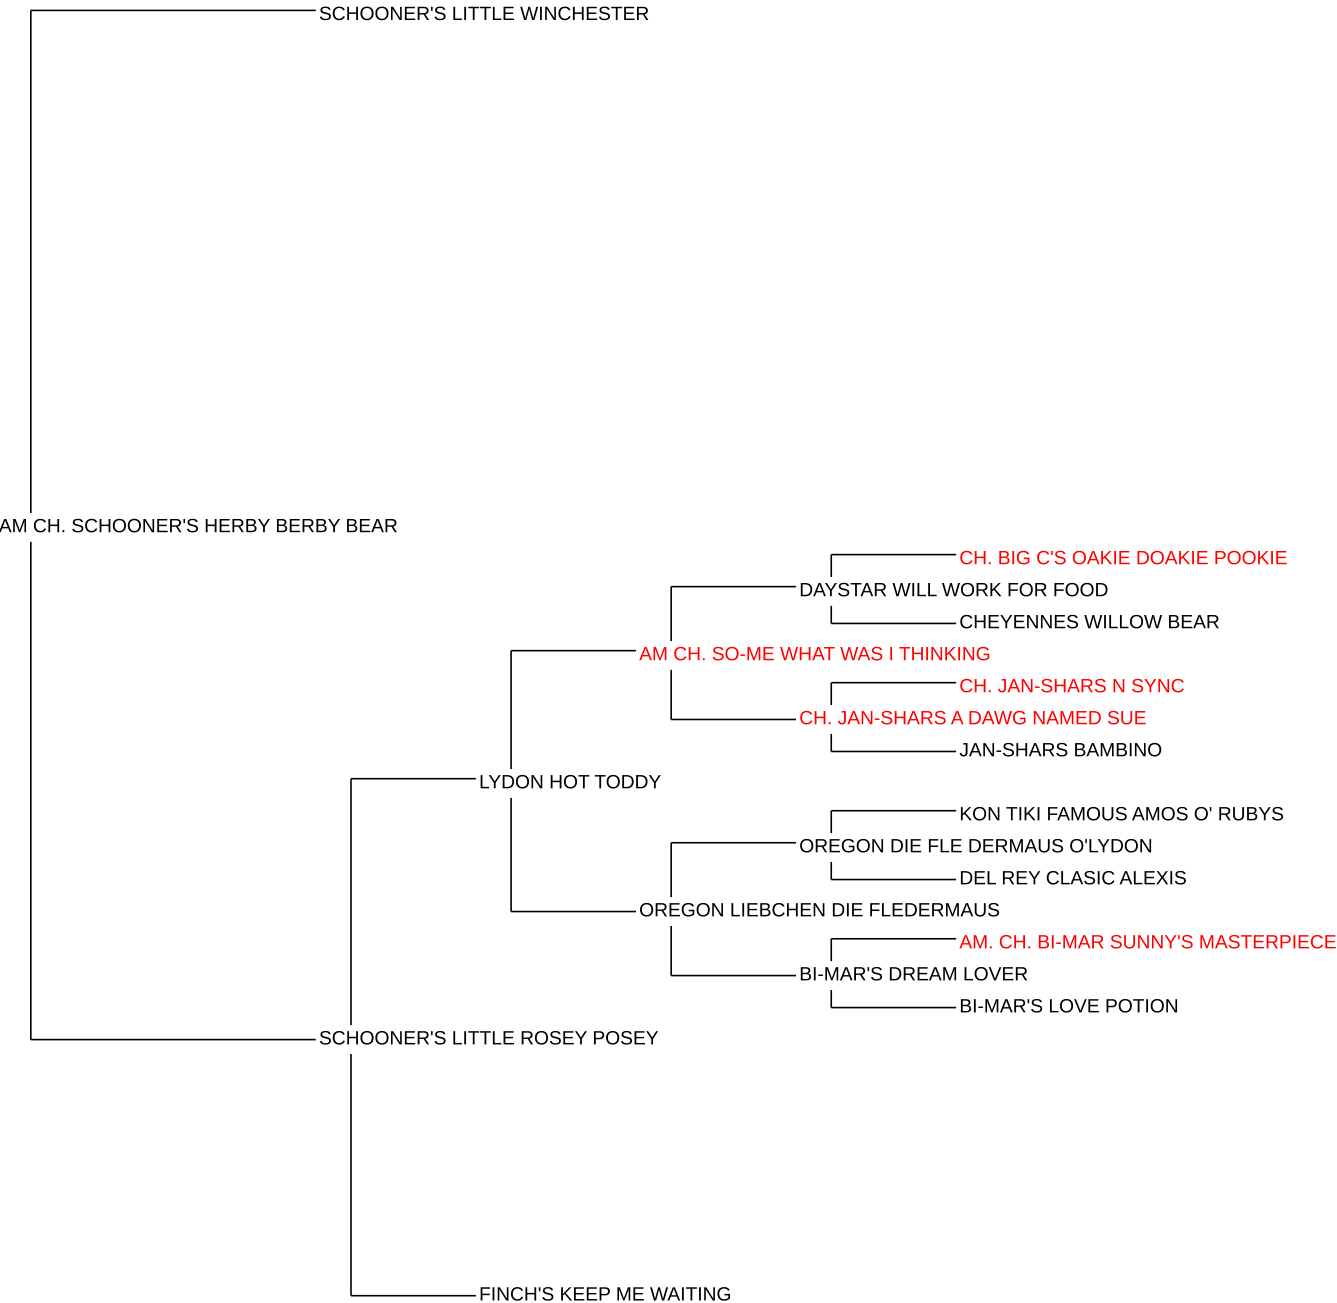 SCHOONER'S LITTLE WINCHESTER
AM CH. SCHOONER'S HERBY BERBY BEAR
CH. BIG C'S OAKIE DOAKIE POOKIE
DAYSTAR WILL WORK FOR FOOD
CHEYENNES WILLOW BEAR
AM CH. SO-ME WHAT WAS I THINKING
CH. JAN-SHARS N SYNC
CH. JAN-SHARS A DAWG NAMED SUE
JAN-SHARS BAMBINO
LYDON HOT TODDY
KON TIKI FAMOUS AMOS O' RUBYS
OREGON DIE FLE DERMAUS O'LYDON
DEL REY CLASIC ALEXIS
OREGON LIEBCHEN DIE FLEDERMAUS
AM. CH. BI-MAR SUNNY'S MASTERPIECE
BI-MAR'S DREAM LOVER
BI-MAR'S LOVE POTION
SCHOONER'S LITTLE ROSEY POSEY
FINCH'S KEEP ME WAITING